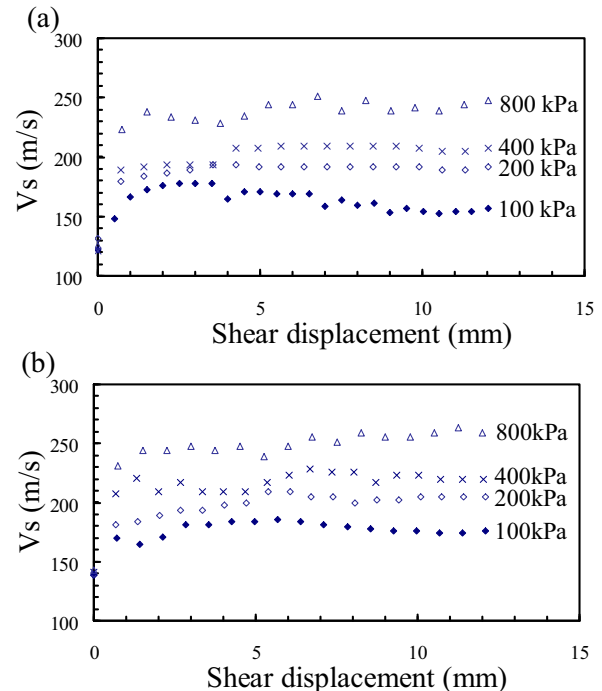 (a)
300
250
200
150
100
Vs (m/s)
800 kPa
400 kPa
200 kPa
100 kPa
0 5 10 15
Shear displacement (mm)
(b)
300
250
200
150
100
Vs (m/s)
800kPa
400kPa
200kPa
100kPa
0 5 10 15
Shear displacement (mm)